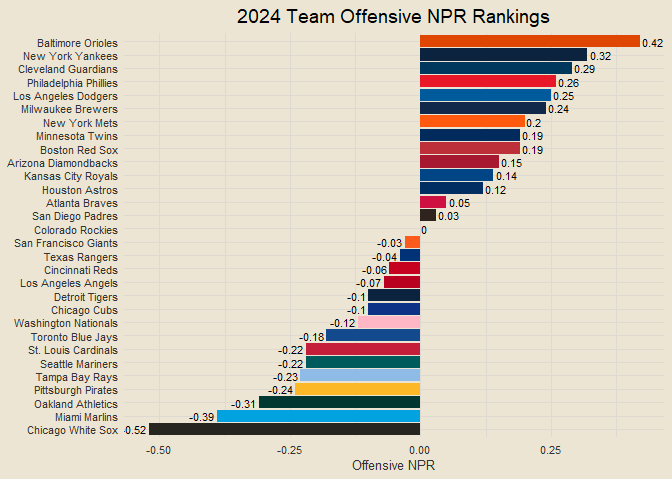 2024 Team Offensive NPR Rankings
Baltimore Orioles 0.42
New York Yankees 0.32
Cleveland Guardians 0.29
Philadelphia Phillies 0.26
Los Angeles Dodgers 0.25
Milwaukee Brewers 0.24
New York Mets 0.2
Minnesota Twins 0.19
Boston Red Sox 0.19
Arizona Diamondbacks 0.15
Kansas City Royals 0.14
Houston Astros 0.12
Atlanta Braves 0.05
San Diego Padres 0.03
Colorado Rockies 0
San Francisco Giants -0.03
Texas Rangers -0.04
Cincinnati Reds -0.06
Los Angeles Angels -0.07
Detroit Tigers -0.1
Chicago Cubs -0.1
Washington Nationals -0.12
Toronto Blue Jays -0.18
St. Louis Cardinals -0.22
Seattle Mariners -0.22
Tampa Bay Rays -0.23
Pittsburgh Pirates -0.24
Oakland Athletics -0.31
Miami Marlins -0.39
Chicago White Sox -0.52
-0.50 -0.25 0.00 0.25
Offensive NPR